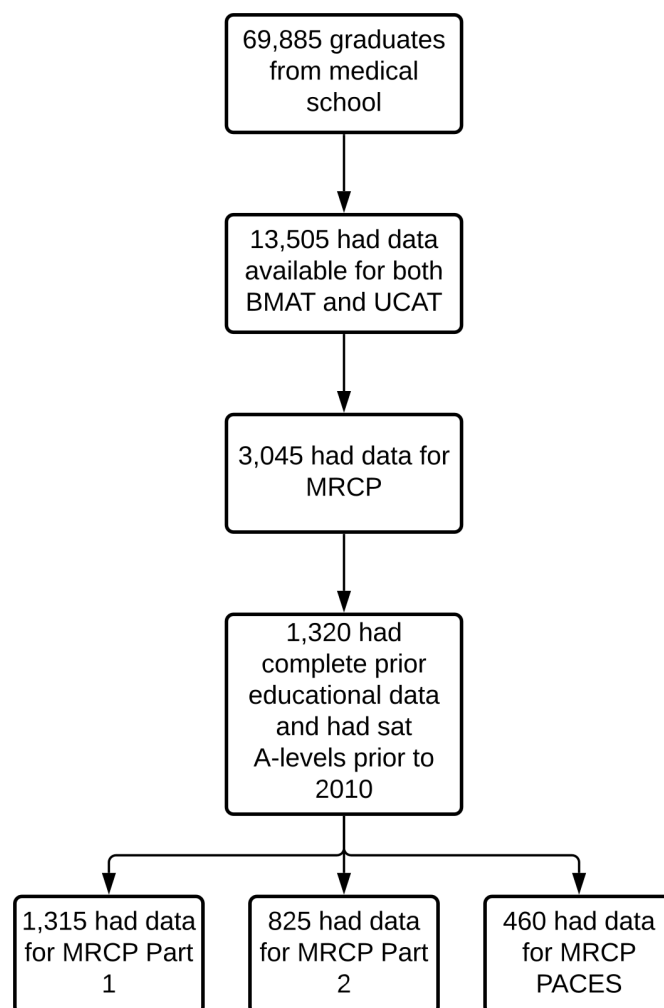 69,885 graduates
from medical
school
13,505 had data
available for both
BMAT and UCAT
3,045 had data for
MRCP
1,320 had
complete prior
educational data
and had sat
A-levels prior to
2010
1,315 had data
for MRCP Part
1
825 had data
for MRCP Part
2
460 had data
for MRCP
PACES